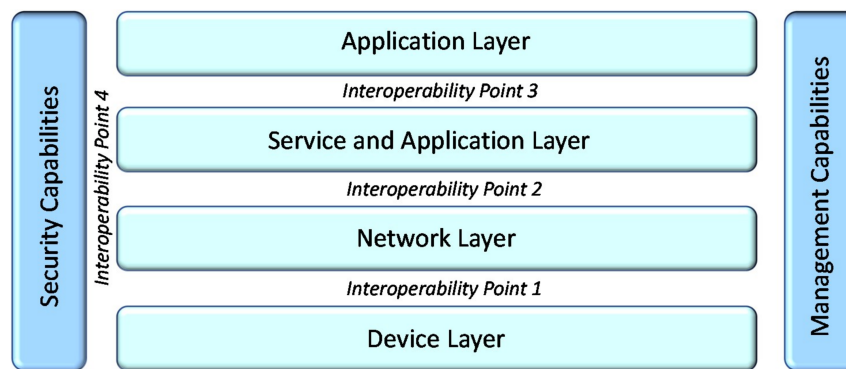 Security Capabilities
Interoperability Point 4
Application Layer
Interoperability Point 3
Service and Application Layer
Interoperability Point 2
Network Layer
Interoperability Point 1
Device Layer
Management Capabilities